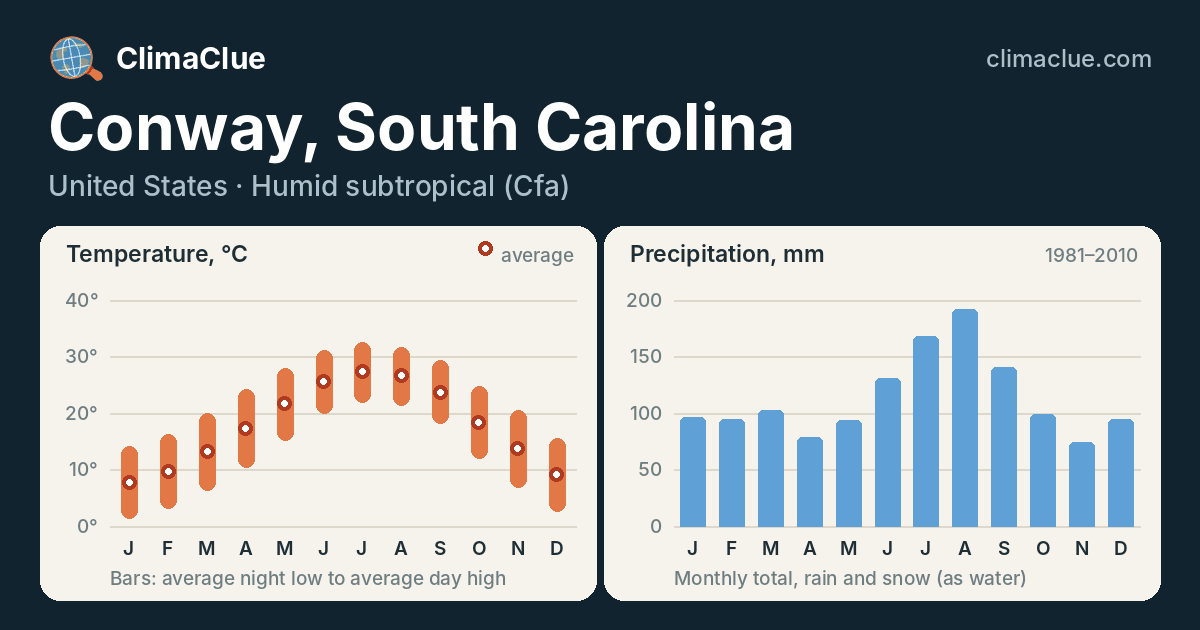 ClimaClue
climaclue.com
Conway, South Carolina
United States · Humid subtropical (Cfa)
Temperature, °C
average
40°
30°
20°
10°
0°
J F M A M J J A S O N D
Bars: average night low to average day high
Precipitation, mm
1981–2010
200
150
100
50
0
J F M A M J J A S O N D
Monthly total, rain and snow (as water)